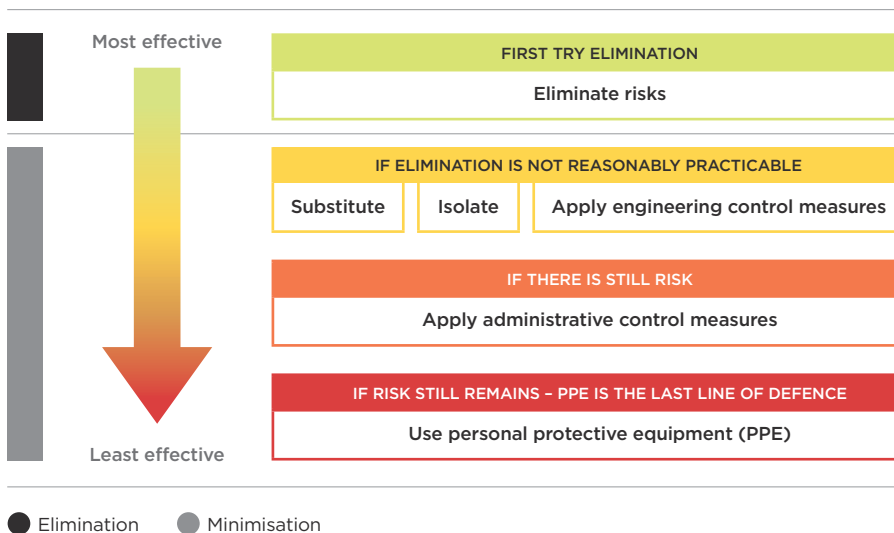 Most effective
FIRST TRY ELIMINATION
Eliminate risks
IF ELIMINATION IS NOT REASONABLY PRACTICABLE
Substitute
Isolate
Apply engineering control measures
IF THERE IS STILL RISK
Apply administrative control measures
IF RISK STILL REMAINS – PPE IS THE LAST LINE OF DEFENCE
Use personal protective equipment (PPE)
Least effective
Elimination
Minimisation